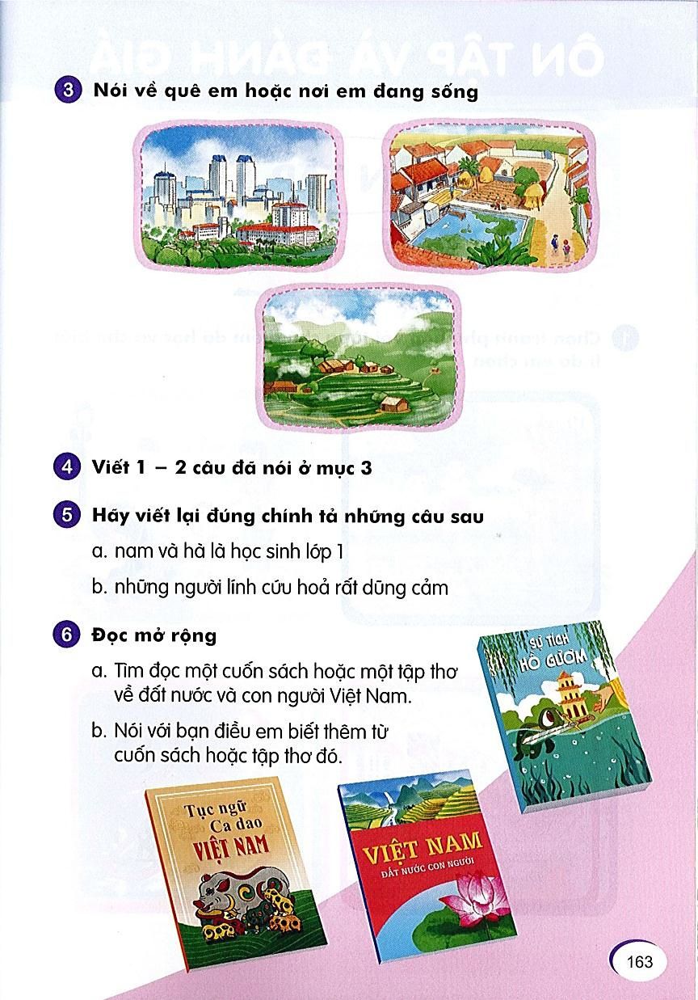 3 Nói về quê em hoặc nơi em đang sống
4 Viết 1 – 2 câu đã nói ở mục 3
5 Hãy viết lại đúng chính tả những câu sau
a. nam và hà là học sinh lớp 1
b. những người lính cứu hoả rất dũng cảm
6 Đọc mở rộng
a. Tìm đọc một cuốn sách hoặc một tập thơ
về đất nước và con người Việt Nam.
b. Nói với bạn điều em biết thêm từ
cuốn sách hoặc tập thơ đó.
SỰ TÍCH
HỒ GƯƠM
Tục ngữ
Ca dao
VIỆT NAM
VIỆT NAM
ĐẤT NƯỚC CON NGƯỜI
163